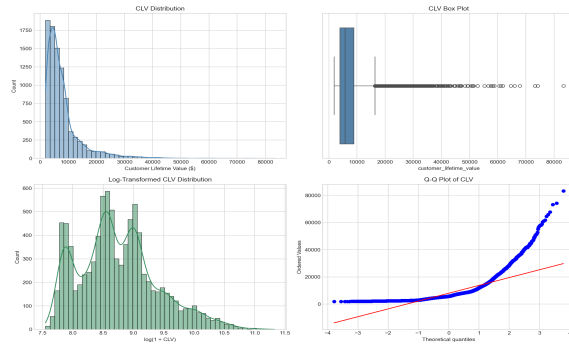 CLV Distribution
1750
1500
1250
1000
750
500
250
0
Count
0 10000 20000 30000 40000 50000 60000 70000 80000
Customer Lifetime Value ($)
CLV Box Plot
0 10000 20000 30000 40000 50000 60000 70000 80000
customer_lifetime_value
Log-Transformed CLV Distribution
600
500
400
300
200
100
0
Count
7.5 8.0 8.5 9.0 9.5 10.0 10.5 11.0 11.5
log(1 + CLV)
Q-Q Plot of CLV
80000
60000
40000
20000
0
Ordered Values
−4 −3 −2 −1 0 1 2 3
Theoretical quantiles